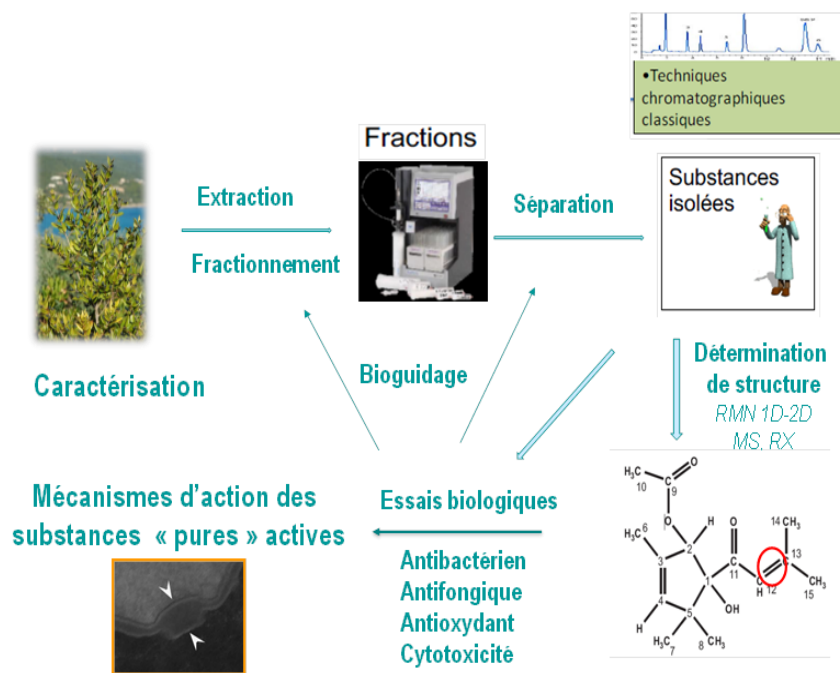 •Techniques
chromatographiques
classiques
Fractions
Extraction
Fractionnement
Séparation
Substances
isolées
Caractérisation
Bioguidage
Détermination
de structure
RMN 1D-2D
MS, RX
Mécanismes d’action des
substances « pures » actives
Essais biologiques
Antibactérien
Antifongique
Antioxydant
Cytotoxicité
H₃C
10
O
9
O
H₃C
6
H
O
14
CH₃
3
2
1
11
12
H
13
15
CH₃
4
5
OH
H
H₃C
7
CH₃
8